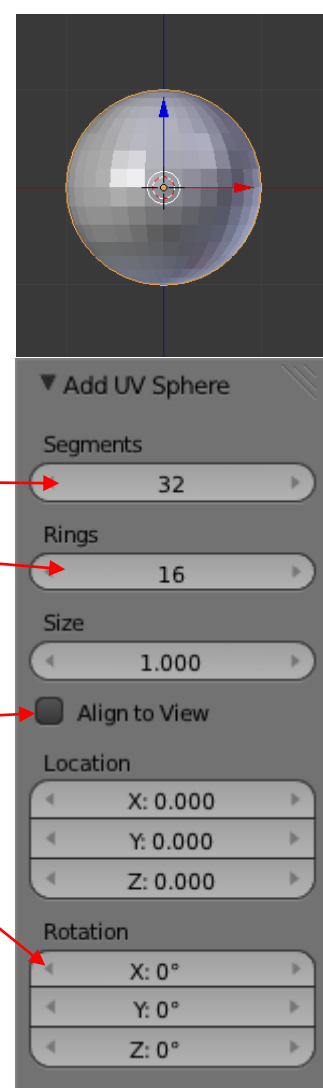 Add UV Sphere
Segments
32
Rings
16
Size
1.000
Align to View
Location
X: 0.000
Y: 0.000
Z: 0.000
Rotation
X: 0°
Y: 0°
Z: 0°